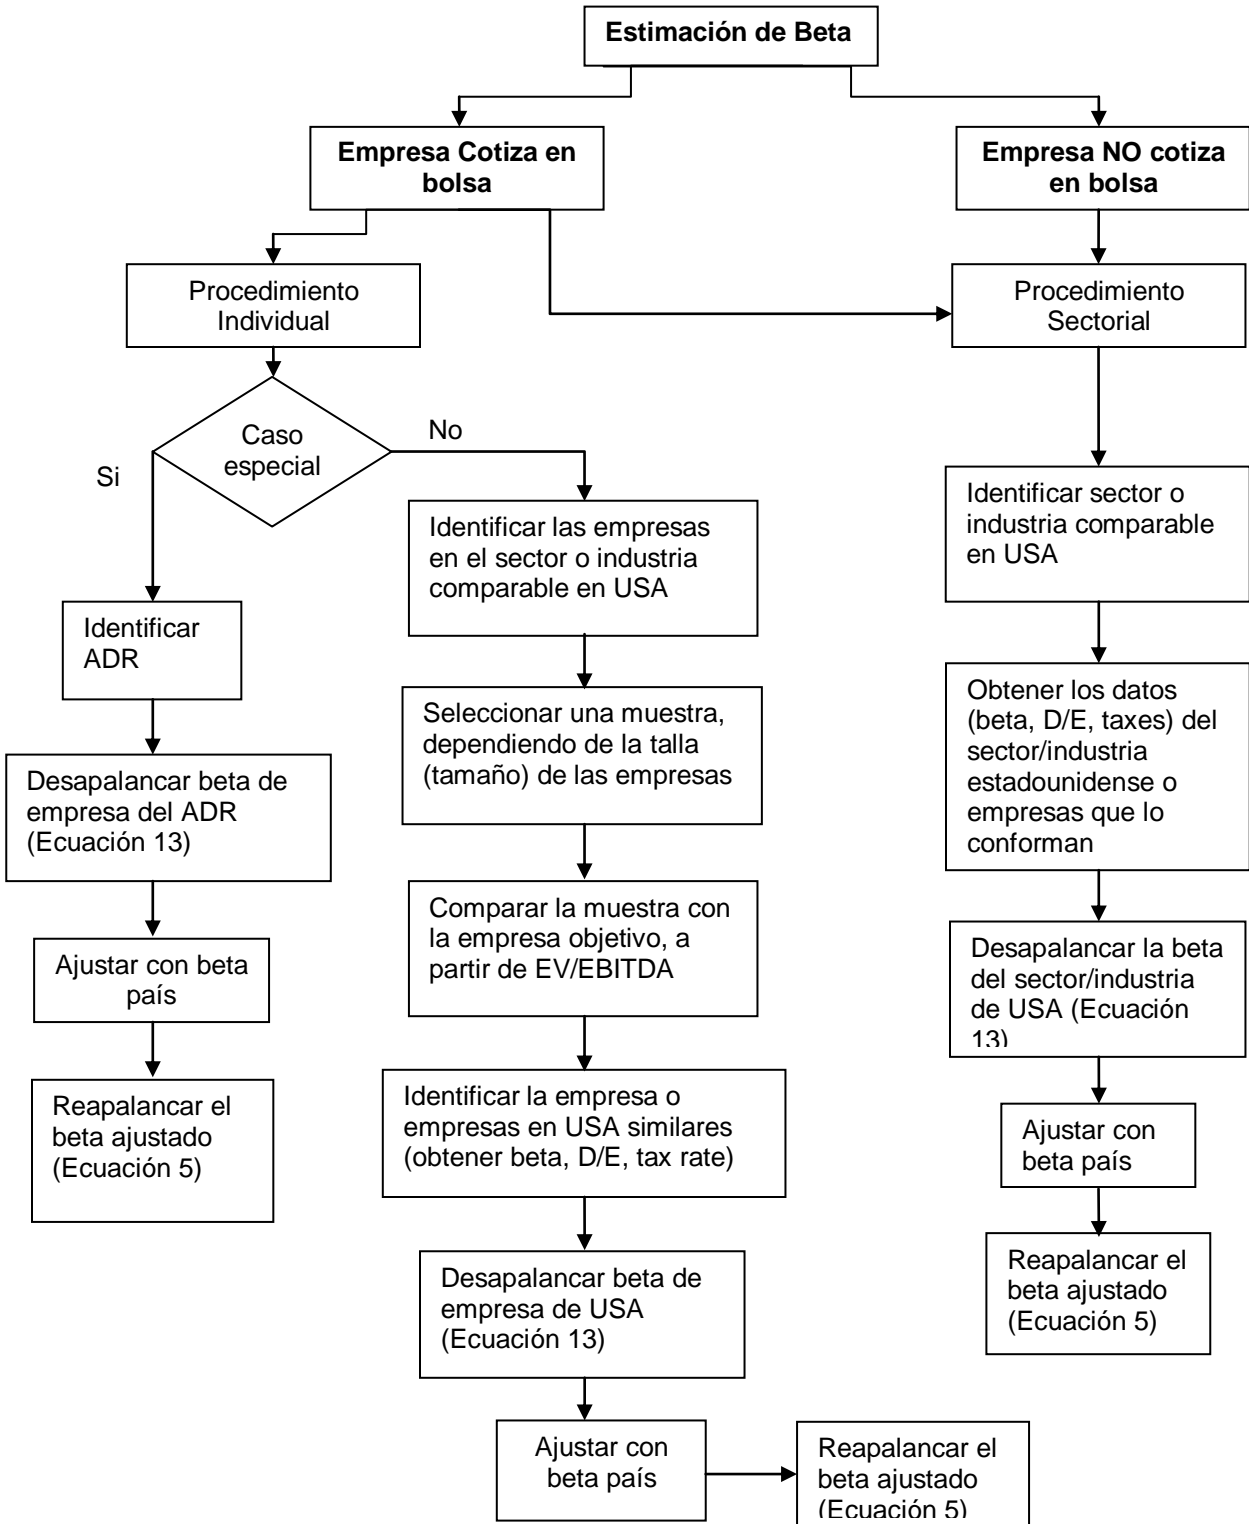 Estimación de Beta
Empresa Cotiza en
bolsa
Empresa NO cotiza
en bolsa
Procedimiento
Individual
Procedimiento
Sectorial
Caso
especial
Si
No
Identificar ADR
Desapalancar beta de
empresa del ADR
(Ecuación 13)
Ajustar con beta
país
Reapalancar el
beta ajustado
(Ecuación 5)
Identificar las empresas
en el sector o industria
comparable en USA
Seleccionar una muestra,
dependiendo de la talla
(tamaño) de las empresas
Comparar la muestra con
la empresa objetivo, a
partir de EV/EBITDA
Identificar la empresa o
empresas en USA similares
(obtener beta, D/E, tax rate)
Desapalancar beta de
empresa de USA
(Ecuación 13)
Ajustar con
beta país
Reapalancar el
beta ajustado
(Ecuación 5)
Identificar sector o
industria comparable
en USA
Obtener los datos
(beta, D/E, taxes) del
sector/industria
estadounidense o
empresas que lo
conforman
Desapalancar la beta
del sector/industria
de USA (Ecuación
13)
Ajustar con
beta país
Reapalancar el
beta ajustado
(Ecuación 5)